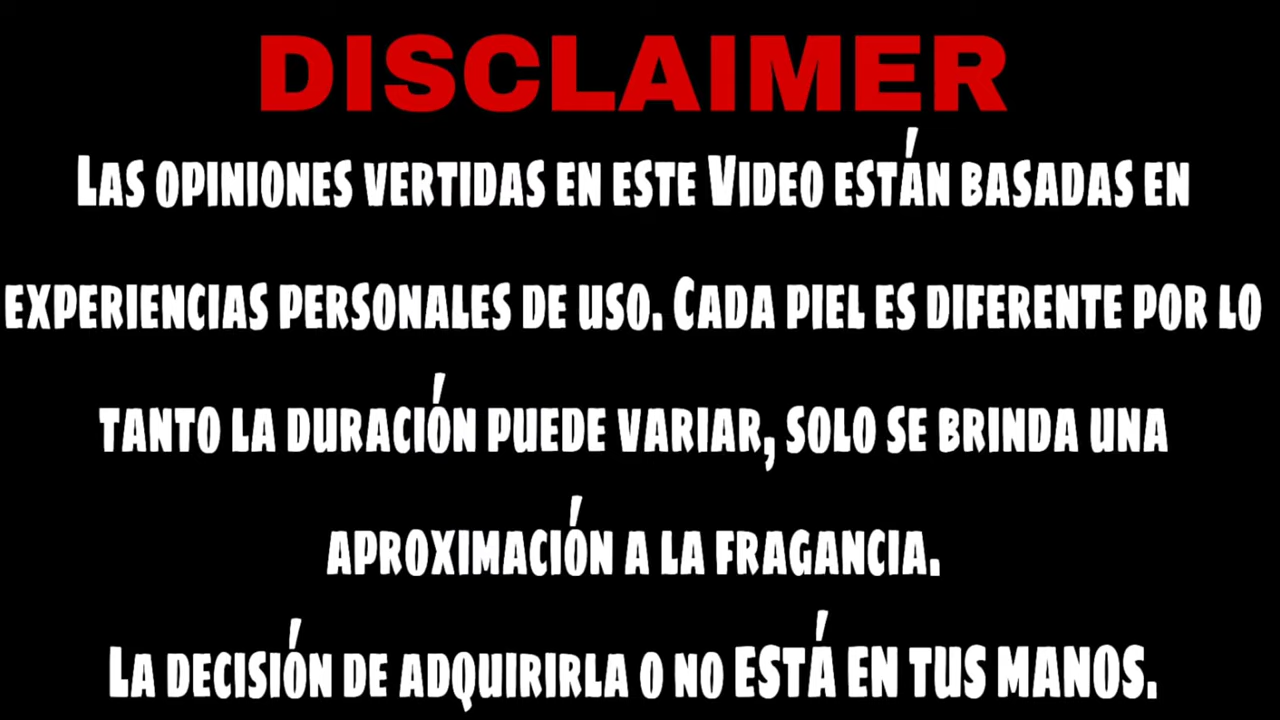 DISCLAIMER
Las opiniones vertidas en este Video están basadas en
experiencias personales de uso. Cada piel es diferente por lo
tanto la duración puede variar, solo se brinda una
aproximación a la fragancia.
La decisión de adquirirla o no ESTÁ EN TUS MANOS.